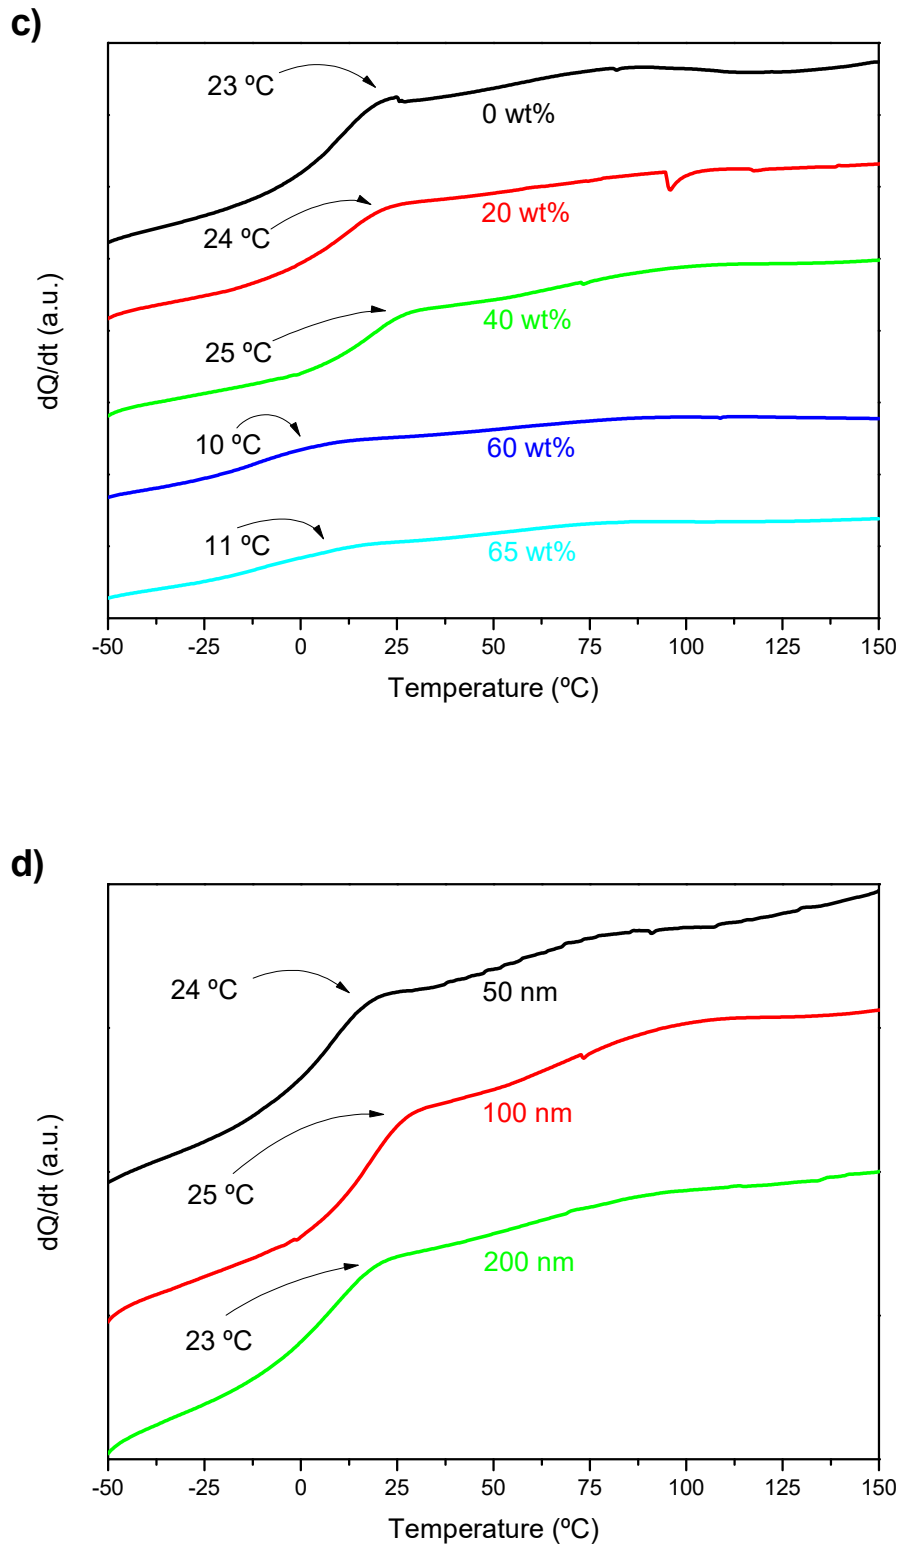 c)
23 ºC
0 wt%
24 ºC
20 wt%
25 ºC
40 wt%
10 ºC
60 wt%
11 ºC
65 wt%
dQ/dt (a.u.)
-50 -25 0 25 50 75 100 125 150
Temperature (ºC)
d)
24 ºC
50 nm
100 nm
25 ºC
200 nm
23 ºC
dQ/dt (a.u.)
-50 -25 0 25 50 75 100 125 150
Temperature (ºC)